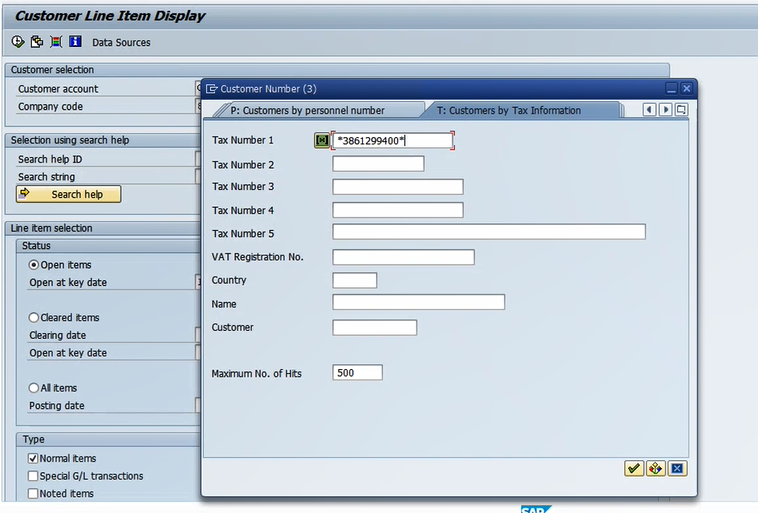 Customer Line Item Display
Data Sources
Customer selection
Customer account
Company code
Selection using search help
Search help ID
Search string
Search help
Line item selection
Status
Open items
Open at key date
Cleared items
Clearing date
Open at key date
All items
Posting date
Type
Normal items
Special G/L transactions
Noted items
Customer Number (3)
P: Customers by personnel number
T: Customers by Tax Information
Tax Number 1 *3861299400*
Tax Number 2
Tax Number 3
Tax Number 4
Tax Number 5
VAT Registration No.
Country
Name
Customer
Maximum No. of Hits 500
SAP